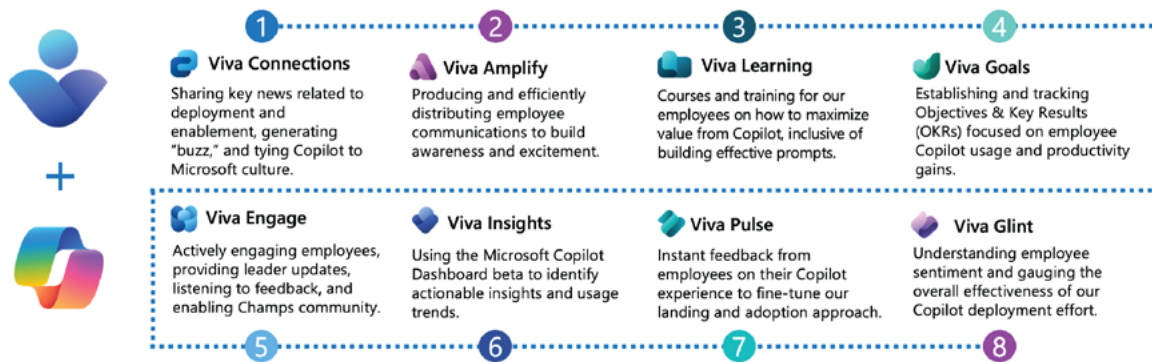 1
Viva Connections
Sharing key news related to
deployment and
enablement, generating
“buzz,” and tying Copilot to
Microsoft culture.
2
Viva Amplify
Producing and efficiently
distributing employee
communications to build
awareness and excitement.
3
Viva Learning
Courses and training for our
employees on how to maximize
value from Copilot, inclusive of
building effective prompts.
4
Viva Goals
Establishing and tracking
Objectives & Key Results
(OKRs) focused on employee
Copilot usage and productivity
gains.
+
Viva Engage
Actively engaging employees,
providing leader updates,
listening to feedback, and
enabling Champs community.
5
Viva Insights
Using the Microsoft Copilot
Dashboard beta to identify
actionable insights and usage
trends.
6
Viva Pulse
Instant feedback from
employees on their Copilot
experience to fine-tune our
landing and adoption approach.
7
Viva Glint
Understanding employee
sentiment and gauging the
overall effectiveness of our
Copilot deployment effort.
8